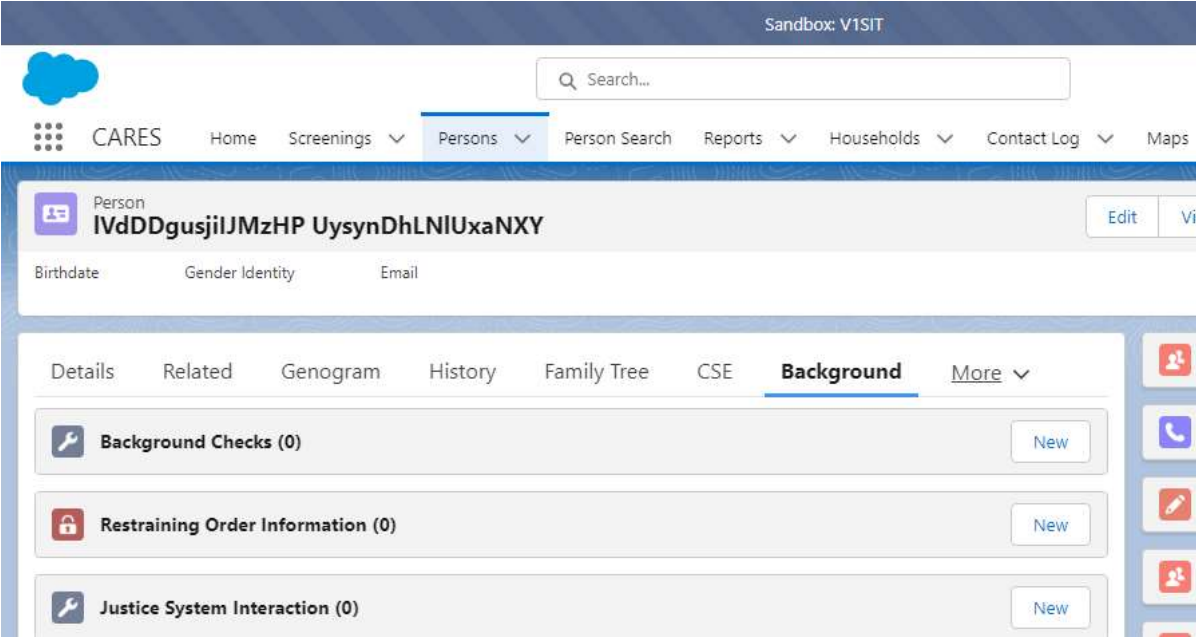 Sandbox: V1SIT
Search...
CARES Home Screenings Persons Person Search Reports Households Contact Log Maps
Person
lVdDDgusjilJMzHP UysynDhLNlUxaNXY
Edit Vi
Birthdate Gender Identity Email
Details Related Genogram History Family Tree CSE Background More
Background Checks (0) New
Restraining Order Information (0) New
Justice System Interaction (0) New